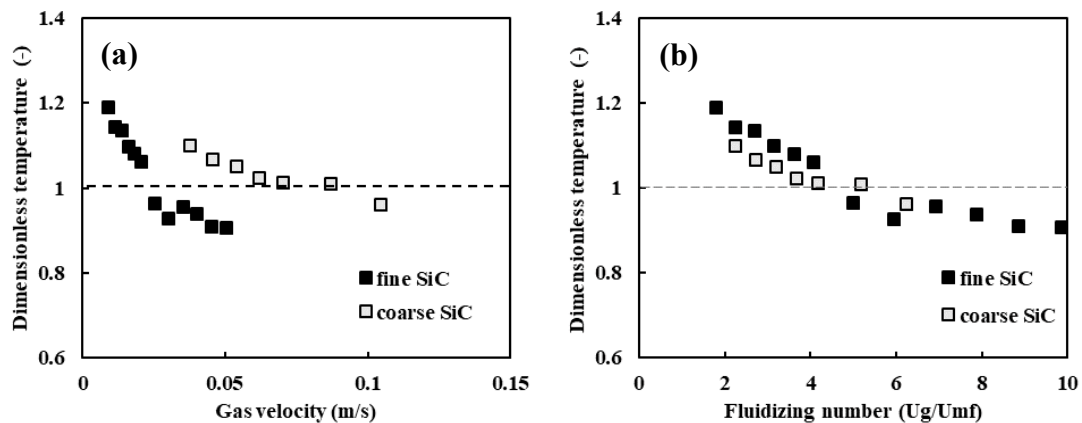 (a)
Dimensionless temperature (-)
1.4
1.2
1
0.8
0.6
fine SiC
coarse SiC
0 0.05 0.1 0.15
Gas velocity (m/s)
(b)
Dimensionless temperature (-)
1.4
1.2
1
0.8
0.6
fine SiC
coarse SiC
0 2 4 6 8 10
Fluidizing number (Ug/Umf)